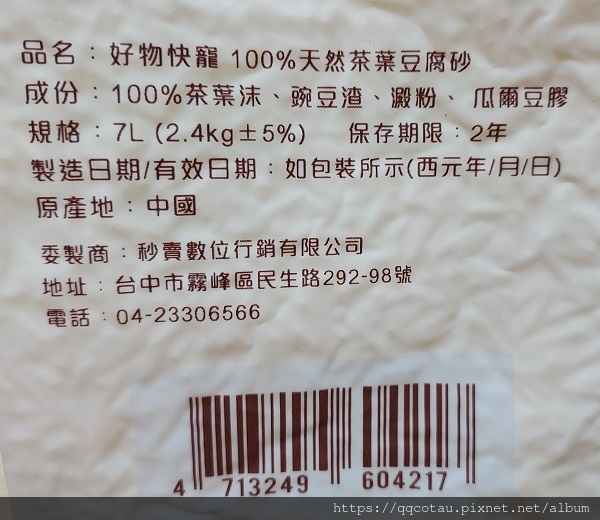 品名：好物快寵 100%天然茶葉豆腐砂
成份：100%茶葉沫、豌豆渣、澱粉、瓜爾豆膠
規格：7L (2.4kg±5%) 保存期限：2年
製造日期/有效日期：如包裝所示(西元年/月/日)
原產地：中國
委製商：秒賣數位行銷有限公司
地址：台中市霧峰區民生路292-98號
電話：04-23306566
4 713249 604217
https://qqcotau.pixnet.net/album